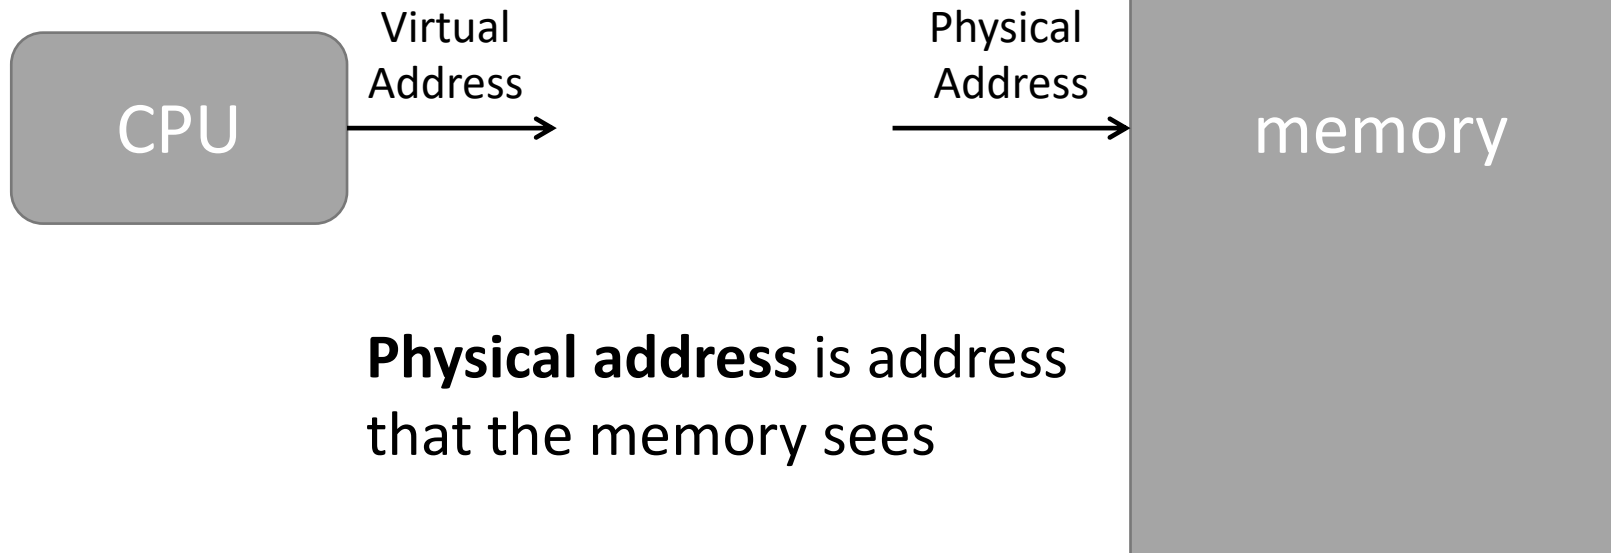 CPU
Virtual
Address
Physical
Address
memory
Physical address is address
that the memory sees